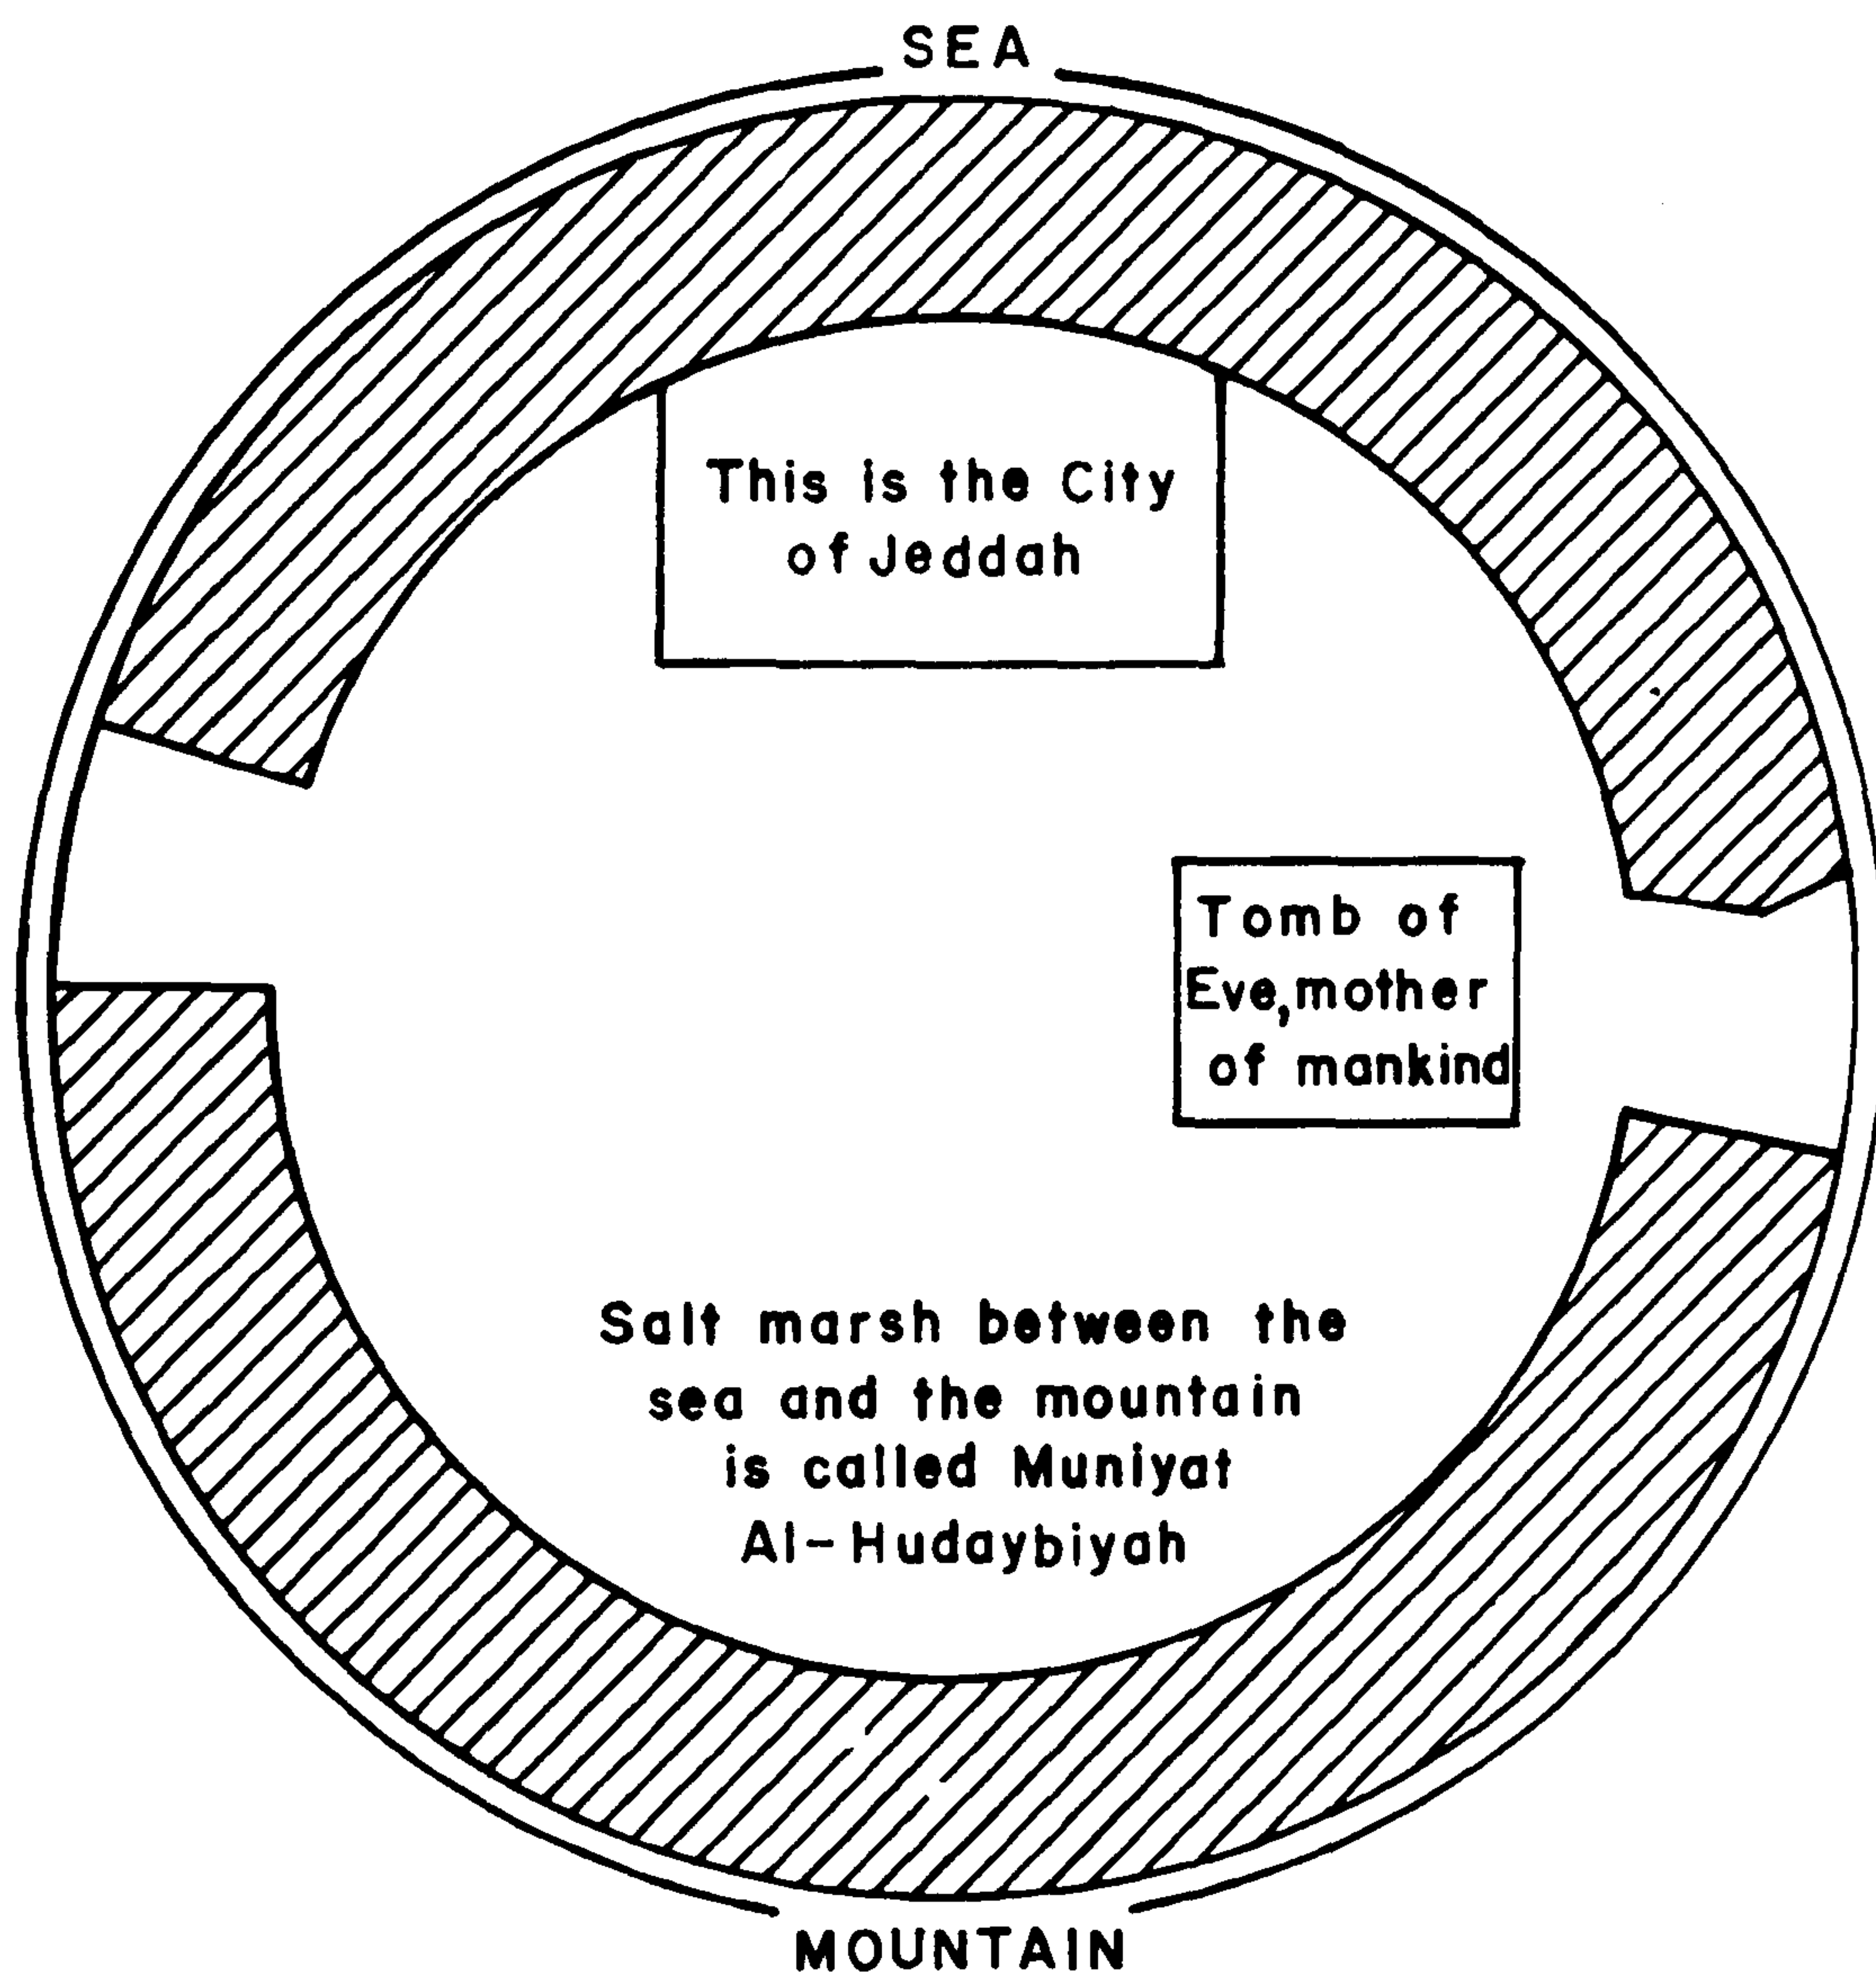 SEA
This is the City
of Jeddah
Tomb of
Eve, mother
of mankind
Salt marsh between the
sea and the mountain
is called Muniyat
Al-Hudaybiyah
MOUNTAIN